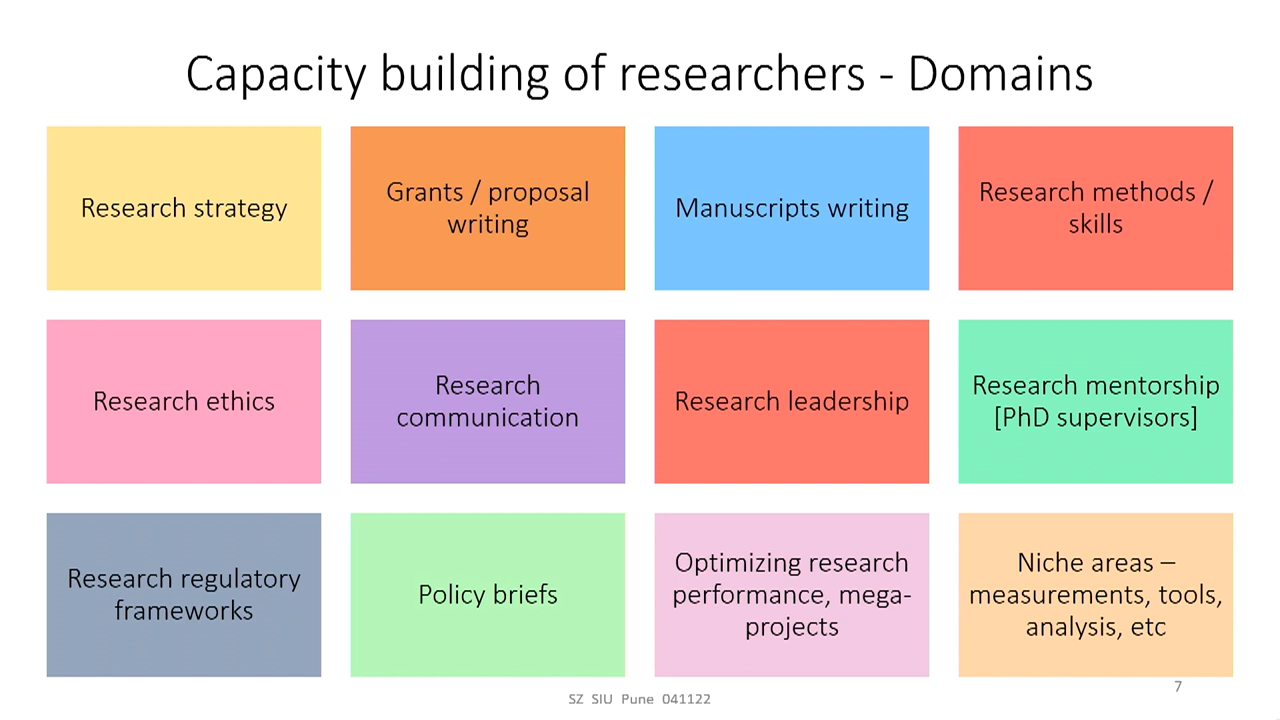 Capacity building of researchers - Domains
Research strategy
Grants / proposal
writing
Manuscripts writing
Research methods /
skills
Research ethics
Research
communication
Research leadership
Research mentorship
[PhD supervisors]
Research regulatory
frameworks
Policy briefs
Optimizing research
performance, mega-
projects
Niche areas –
measurements, tools,
analysis, etc
SZ SIU Pune 041122
7